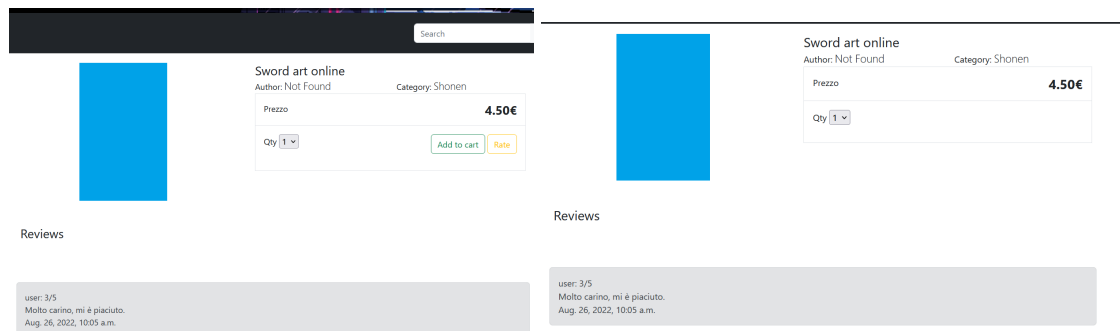 Search
Sword art online
Author: Not Found Category: Shonen
Prezzo 4.50€
Qty 1 Add to cart Rate
Reviews
user: 3/5
Molto carino, mi è piaciuto.
Aug. 26, 2022, 10:05 a.m.
Sword art online
Author: Not Found Category: Shonen
Prezzo 4.50€
Qty 1
Reviews
user: 3/5
Molto carino, mi è piaciuto.
Aug. 26, 2022, 10:05 a.m.